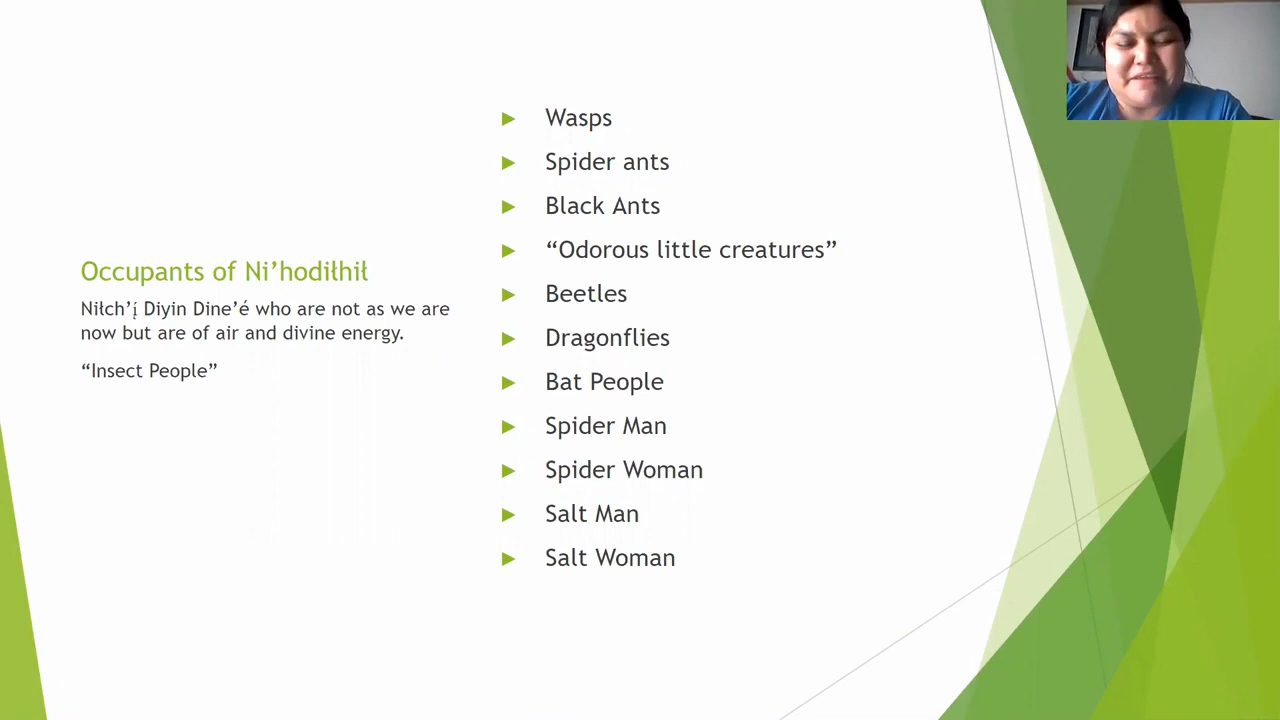 Occupants of Ni’hodiłhił
Niłch’į́ Diyin Dine’é who are not as we are
now but are of air and divine energy.
“Insect People”
Wasps
Spider ants
Black Ants
“Odorous little creatures”
Beetles
Dragonflies
Bat People
Spider Man
Spider Woman
Salt Man
Salt Woman